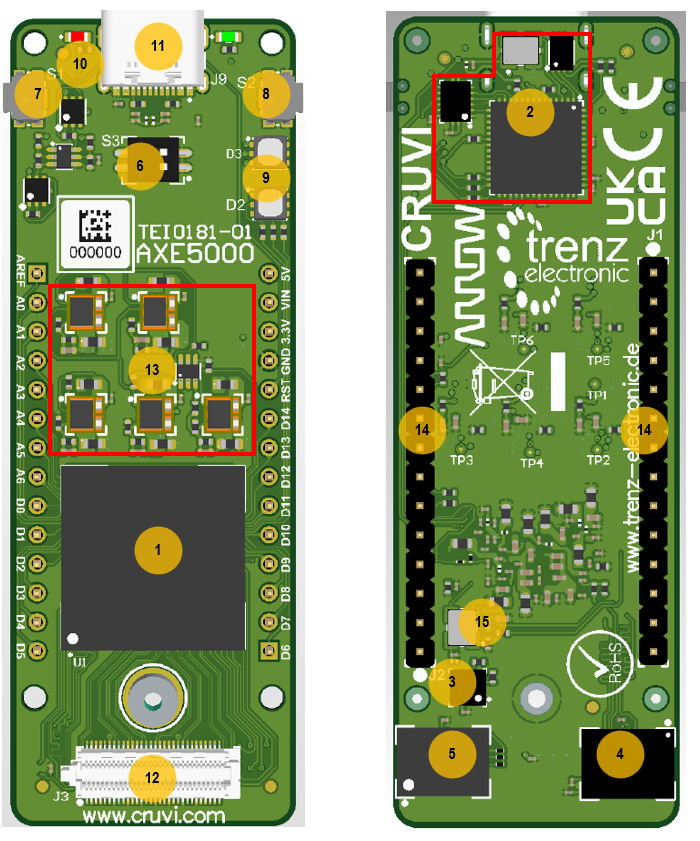 11
10
S1
J9
S2
7
8
S3
6
D3
9
D2
TEI0181-01
AXE5000
000000
AREF
A0
A1
A2
A3
A4
A5
A6
D0
D1
D2
D3
D4
D5
5V
VIN
3.3V
GND
RST
D14
D13
D12
D11
D10
D9
D8
D7
D6
13
1
U1
12
J3
www.cruvi.com
2
CE
UK
CA
CRUVI
ARROW
trenz
electronic
J1
TP6
TP5
TP1
14
14
TP3
TP4
TP2
www.trenz-electronic.de
15
RoHS
J2
3
5
4